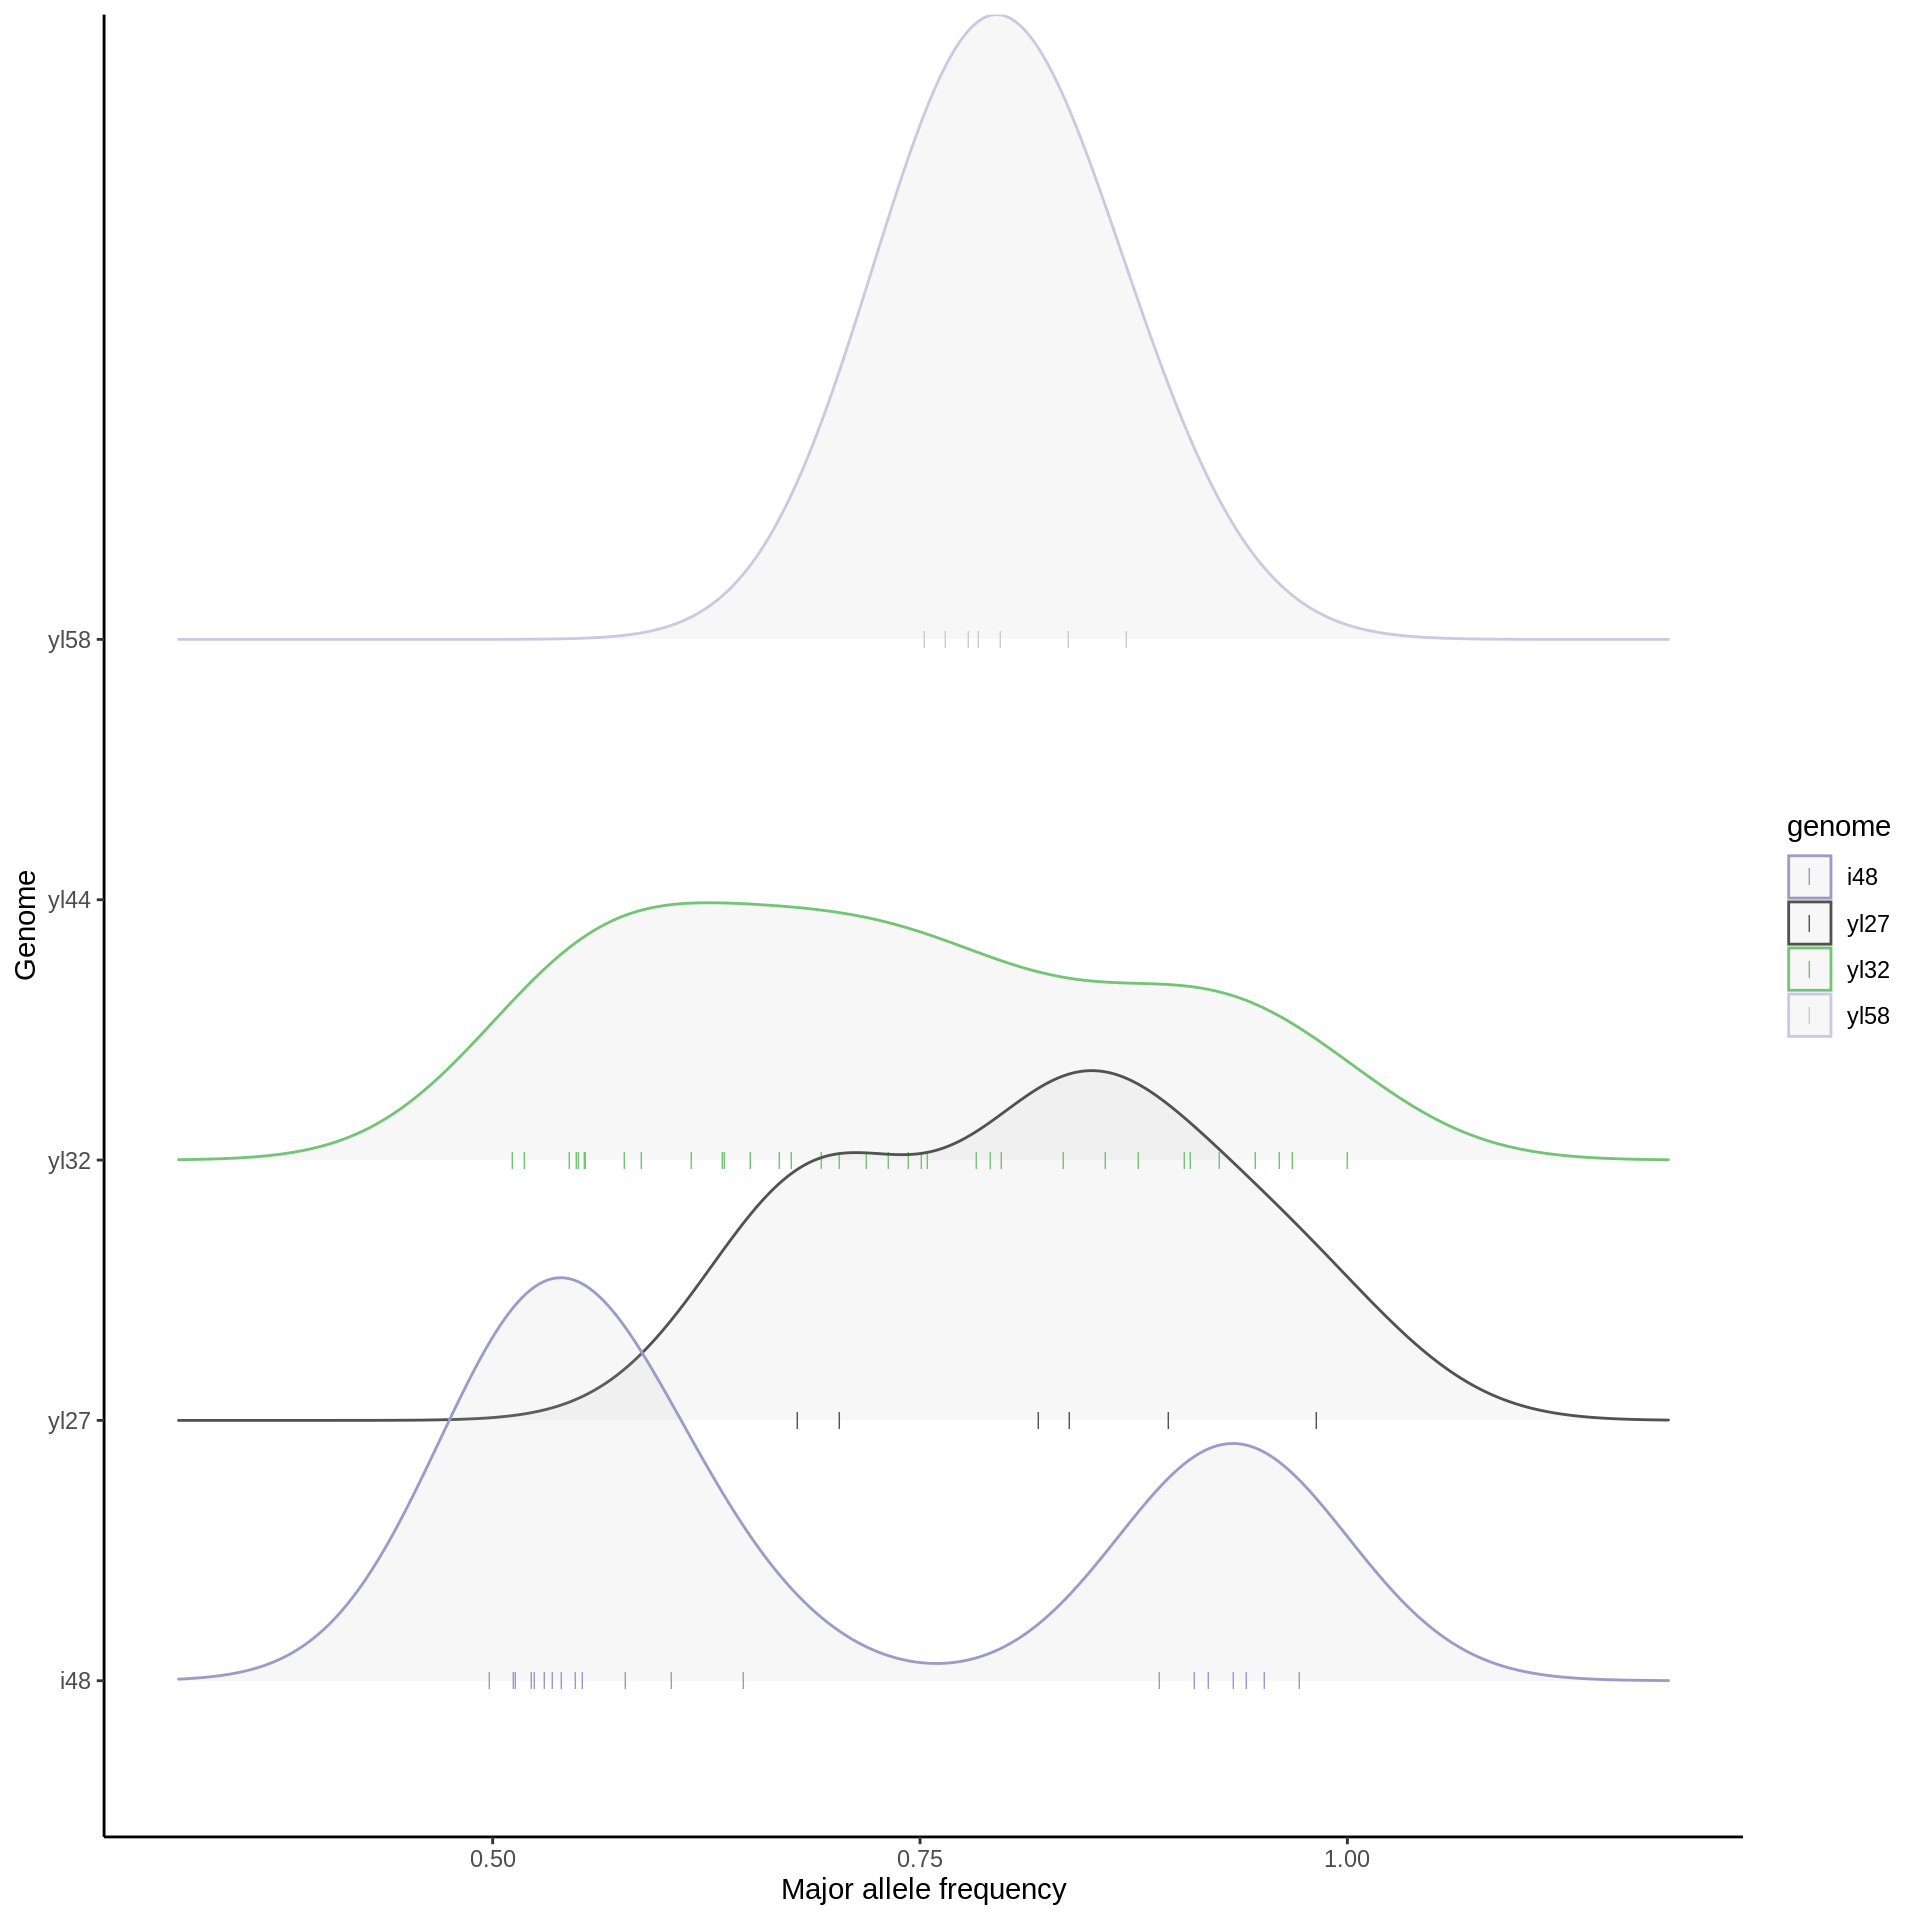 Genome
yl58
yl44
yl32
yl27
i48
0.50
0.75
1.00
Major allele frequency
genome
i48
yl27
yl32
yl58